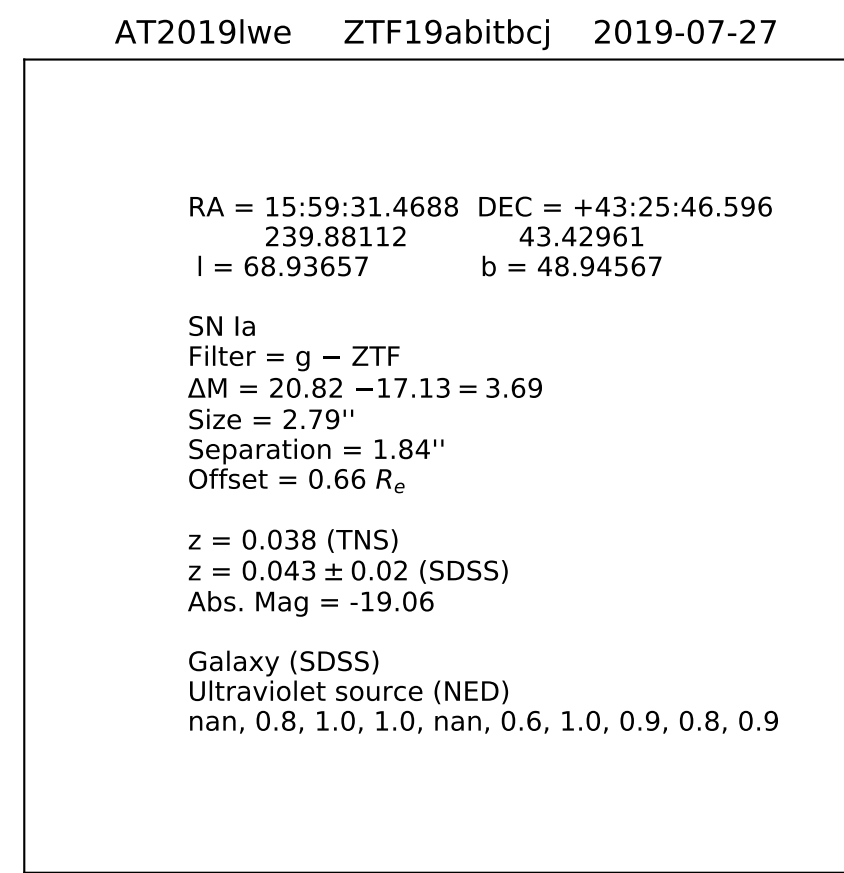 AT2019lwe ZTF19abitbcj 2019-07-27
RA = 15:59:31.4688 DEC = +43:25:46.596
239.88112 43.42961
l = 68.93657 b = 48.94567
SN Ia
Filter = g − ZTF
ΔM = 20.82 −17.13 = 3.69
Size = 2.79''
Separation = 1.84''
Offset = 0.66 Re
z = 0.038 (TNS)
z = 0.043 ± 0.02 (SDSS)
Abs. Mag = -19.06
Galaxy (SDSS)
Ultraviolet source (NED)
nan, 0.8, 1.0, 1.0, nan, 0.6, 1.0, 0.9, 0.8, 0.9